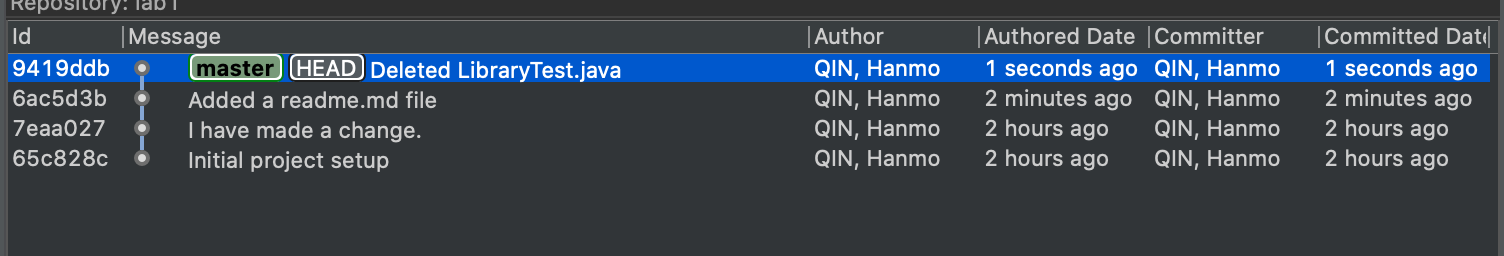 Repository: lab1
Id Message Author Authored Date Committer Committed Date
9419ddb master HEAD Deleted LibraryTest.java QIN, Hanmo 1 seconds ago QIN, Hanmo 1 seconds ago
6ac5d3b Added a readme.md file QIN, Hanmo 2 minutes ago QIN, Hanmo 2 minutes ago
7eaa027 I have made a change. QIN, Hanmo 2 hours ago QIN, Hanmo 2 hours ago
65c828c Initial project setup QIN, Hanmo 2 hours ago QIN, Hanmo 2 hours ago